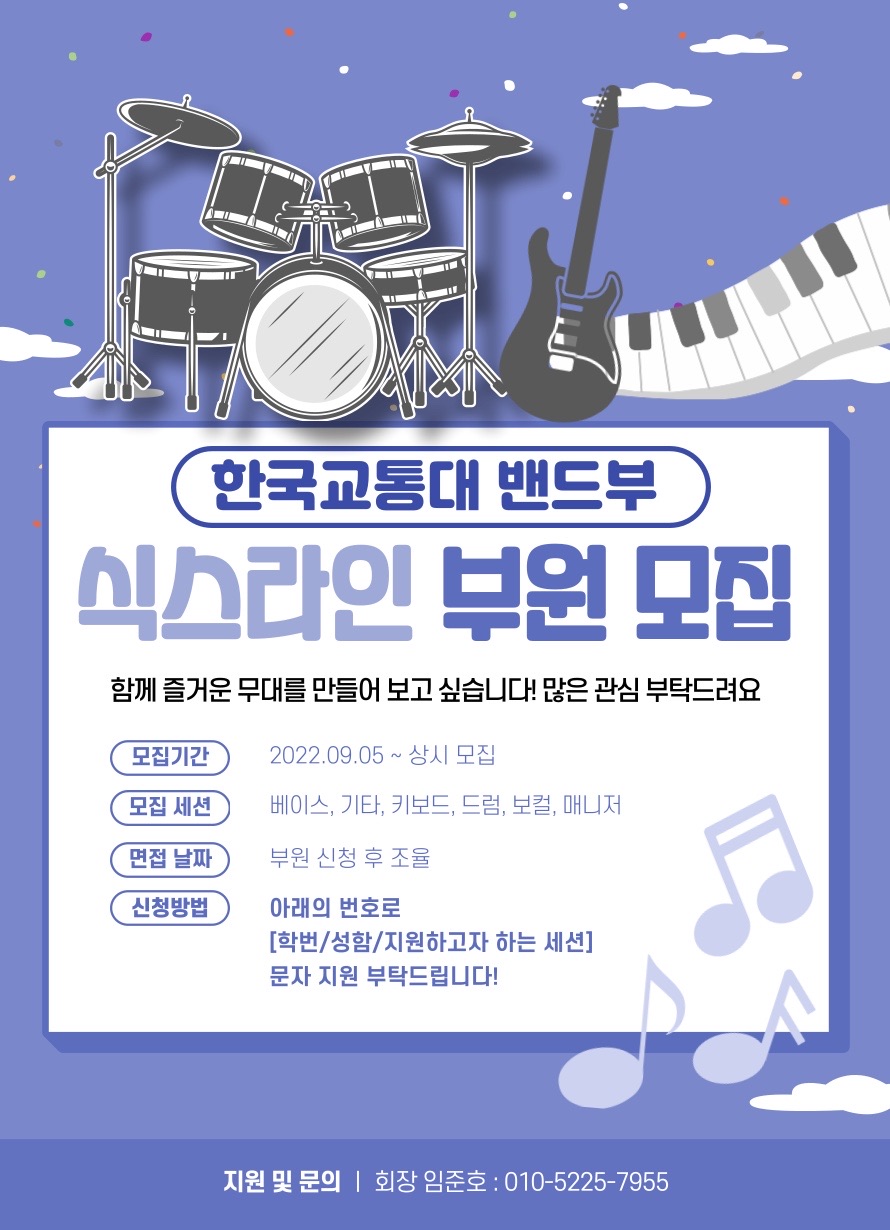 한국교통대 밴드부
식스라인 부원 모집
함께 즐거운 무대를 만들어 보고 싶습니다! 많은 관심 부탁드려요
모집기간 2022.09.05 ~ 상시 모집
모집 세션 베이스, 기타, 키보드, 드럼, 보컬, 매니저
면접 날짜 부원 신청 후 조율
신청방법 아래의 번호로
[학번/성함/지원하고자 하는 세션]
문자 지원 부탁드립니다!
지원 및 문의 | 회장 임준호 : 010-5225-7955